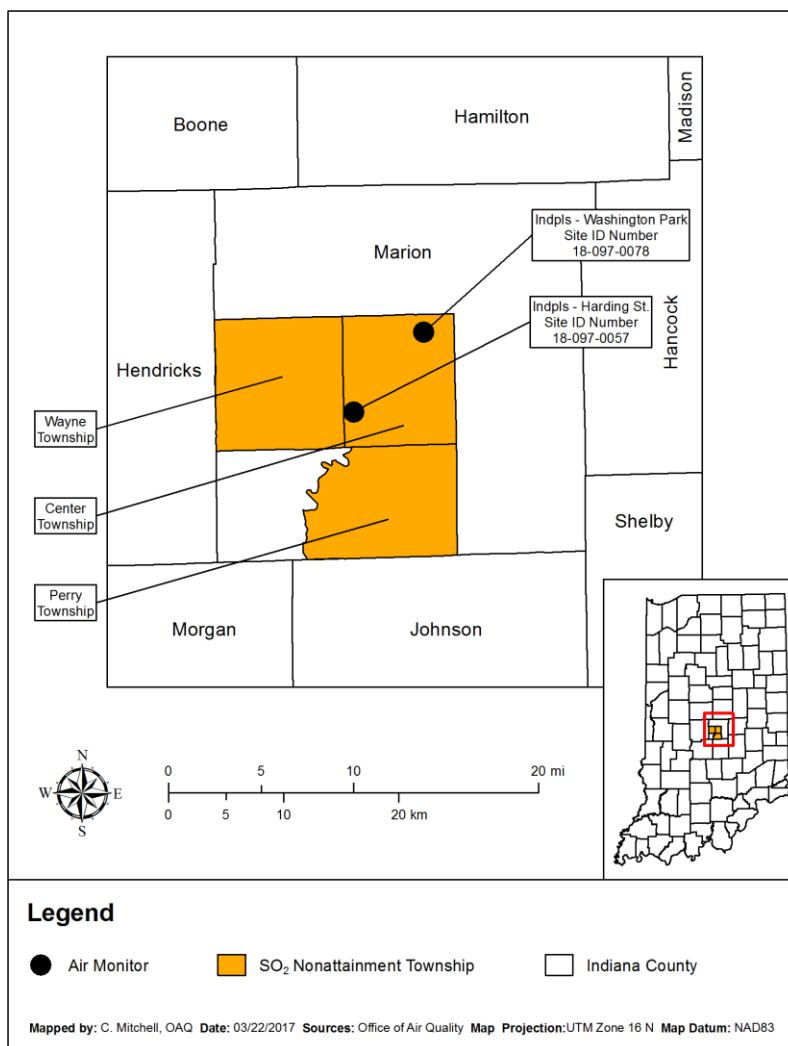 Boone
Hamilton
Madison
Indpls - Washington Park
Site ID Number
18-097-0078
Marion
Indpls - Harding St.
Site ID Number
18-097-0057
Hancock
Hendricks
Wayne
Township
Center
Township
Shelby
Perry
Township
Morgan
Johnson
N
W
E
S
0
5
10
20 mi
0
5
10
20 km
Legend
Air Monitor
SO₂ Nonattainment Township
Indiana County
Mapped by: C. Mitchell, OAQ Date: 03/22/2017 Sources: Office of Air Quality Map Projection:UTM Zone 16 N Map Datum: NAD83